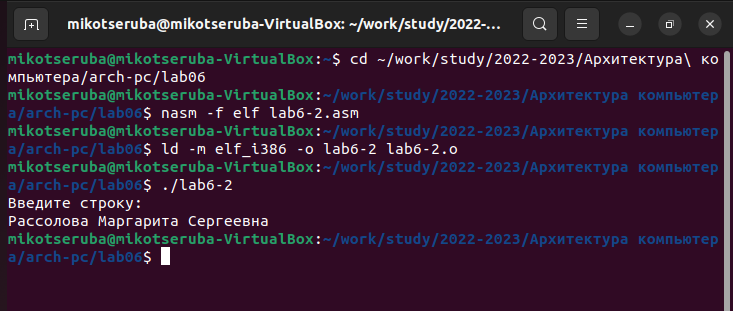 mikotseruba@mikotseruba-VirtualBox: ~/work/study/2022-...
mikotseruba@mikotseruba-VirtualBox:~$ cd ~/work/study/2022-2023/Архитектура\ ко
мпьютера/arch-pc/lab06
mikotseruba@mikotseruba-VirtualBox:~/work/study/2022-2023/Архитектура компьютер
а/arch-pc/lab06$ nasm -f elf lab6-2.asm
mikotseruba@mikotseruba-VirtualBox:~/work/study/2022-2023/Архитектура компьютер
а/arch-pc/lab06$ ld -m elf_i386 -o lab6-2 lab6-2.o
mikotseruba@mikotseruba-VirtualBox:~/work/study/2022-2023/Архитектура компьютер
а/arch-pc/lab06$ ./lab6-2
Введите строку:
Рассолова Маргарита Сергеевна
mikotseruba@mikotseruba-VirtualBox:~/work/study/2022-2023/Архитектура компьютер
а/arch-pc/lab06$